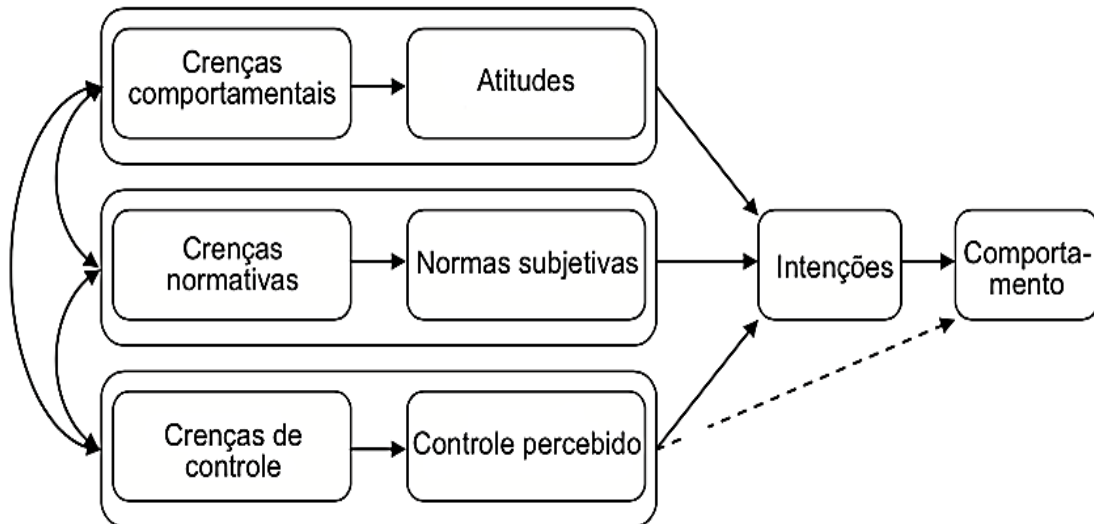 Crenças
comportamentais
Atitudes
Crenças
normativas
Normas subjetivas
Intenções
Comporta-
mento
Crenças de
controle
Controle percebido